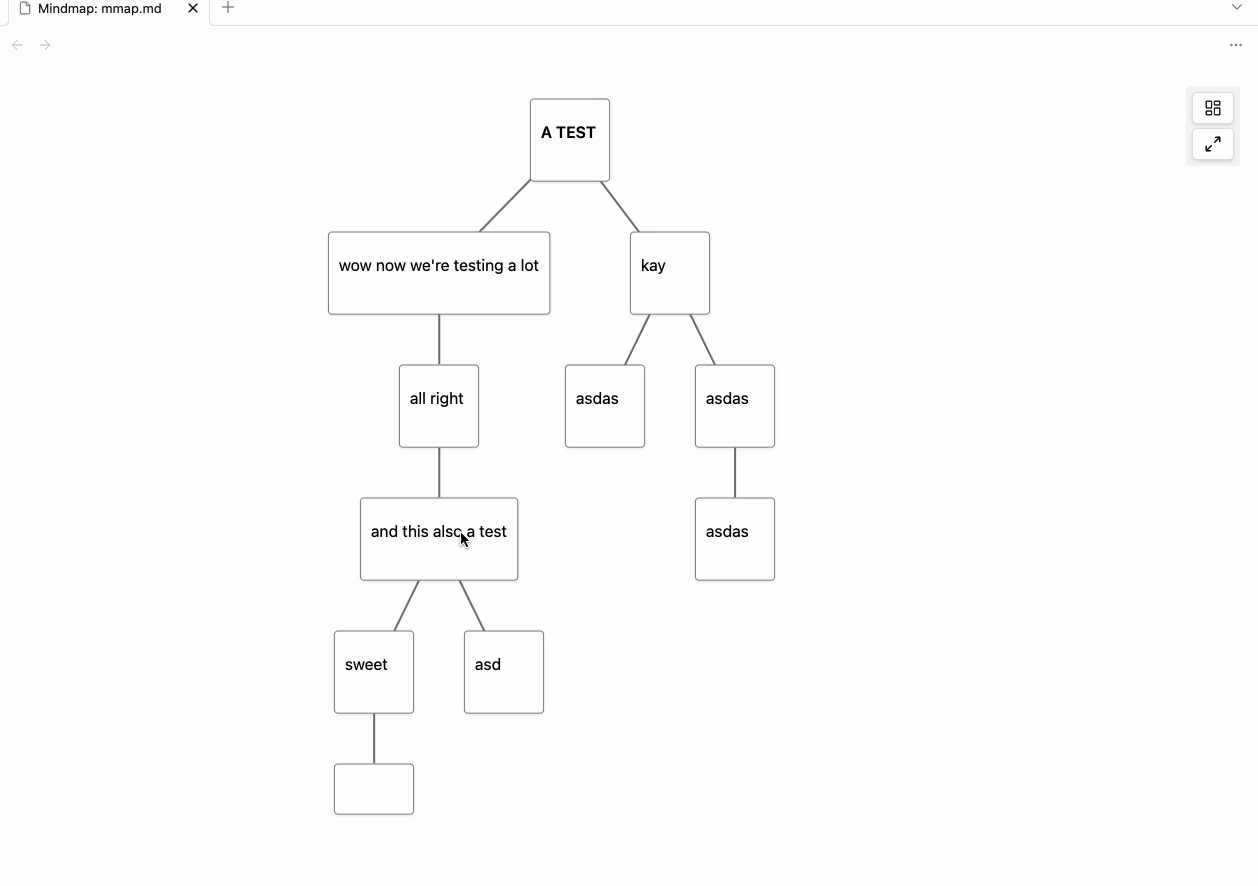 Mindmap: mmap.md
A TEST
wow now we're testing a lot
kay
all right
asdas
asdas
and this also a test
asdas
sweet
asd